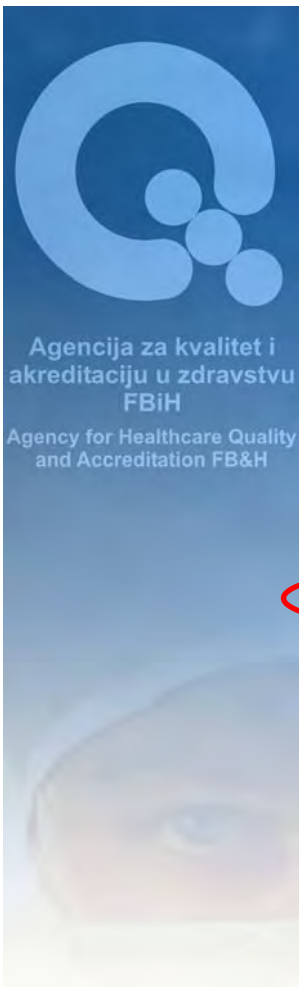 Agencija za kvalitet i
akreditaciju u zdravstvu
FBiH
Agency for Healthcare Quality
and Accreditation FB&H